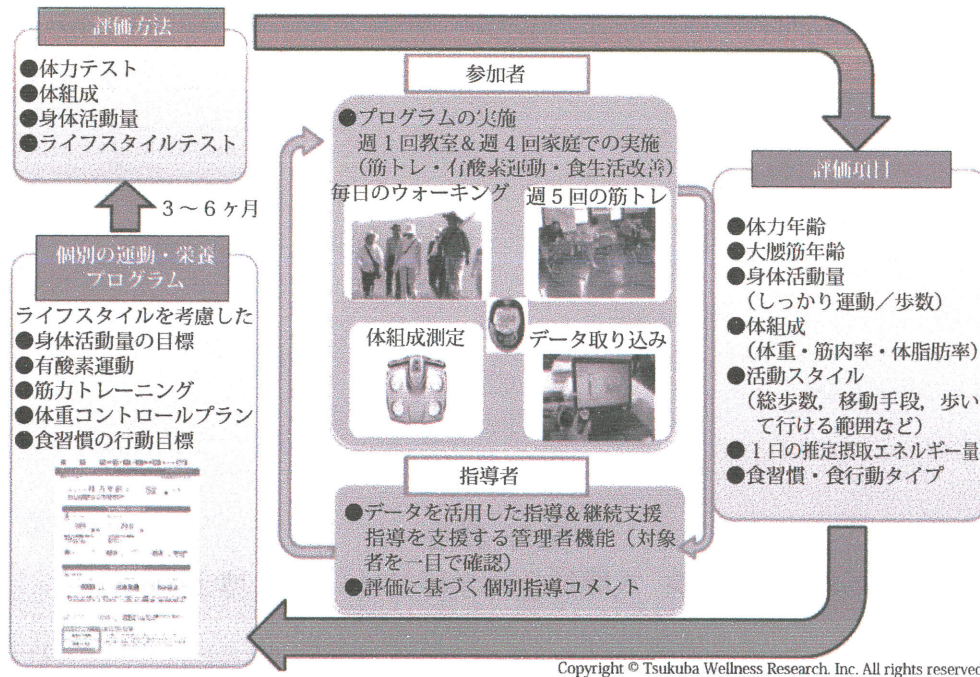 評価方法
●体力テスト
●体組成
●身体活動量
●ライフスタイルテスト
3～6ヶ月
個別の運動・栄養
プログラム
ライフスタイルを考慮した
●身体活動量の目標
●有酸素運動
●筋力トレーニング
●体重コントロールプラン
●食習慣の行動目標
参加者
●プログラムの実施
週1回教室＆週4回家庭での実施
（筋トレ・有酸素運動・食生活改善）
毎日のウォーキング
週5回の筋トレ
体組成測定
データ取り込み
指導者
●データを活用した指導＆継続支援
指導を支援する管理者機能（対象
者を一目で確認）
●評価に基づく個別指導コメント
評価項目
●体力年齢
●大腰筋年齢
●身体活動量
（しっかり運動／歩数）
●体組成
（体重・筋肉率・体脂肪率）
●活動スタイル
（総歩数，移動手段，歩い
て行ける範囲など）
●1日の推定摂取エネルギー量
●食習慣・食行動タイプ
Copyright © Tsukuba Wellness Research. Inc. All rights reserved